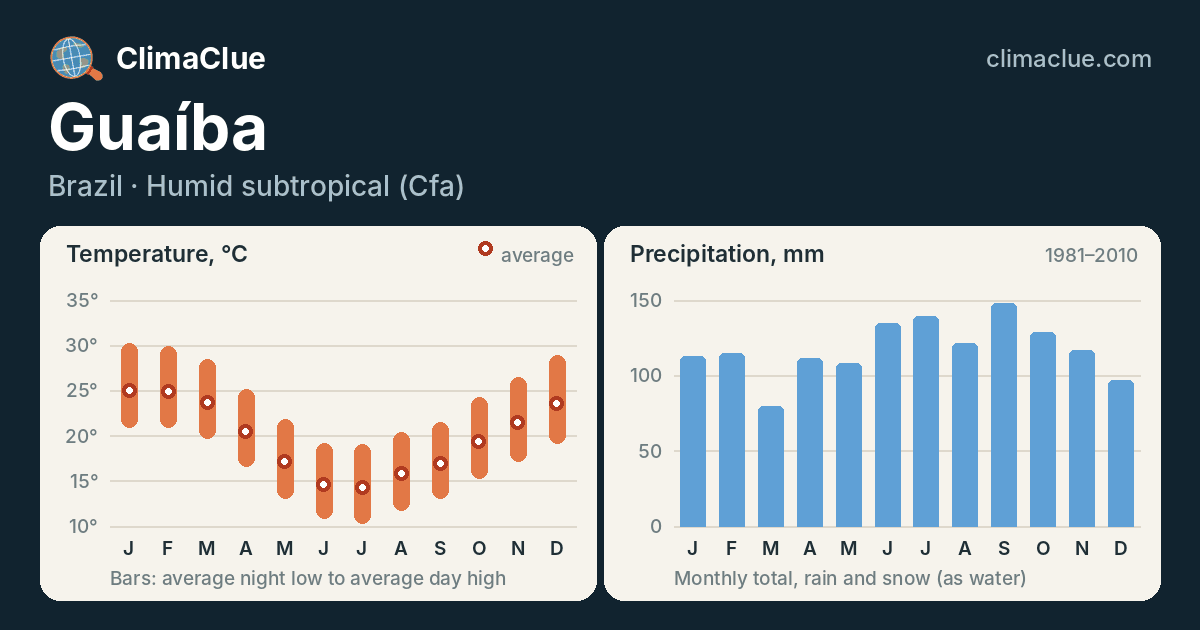 ClimaClue
climaclue.com
Guaíba
Brazil · Humid subtropical (Cfa)
Temperature, °C
average
35°
30°
25°
20°
15°
10°
J F M A M J J A S O N D
Bars: average night low to average day high
Precipitation, mm
1981–2010
150
100
50
0
J F M A M J J A S O N D
Monthly total, rain and snow (as water)